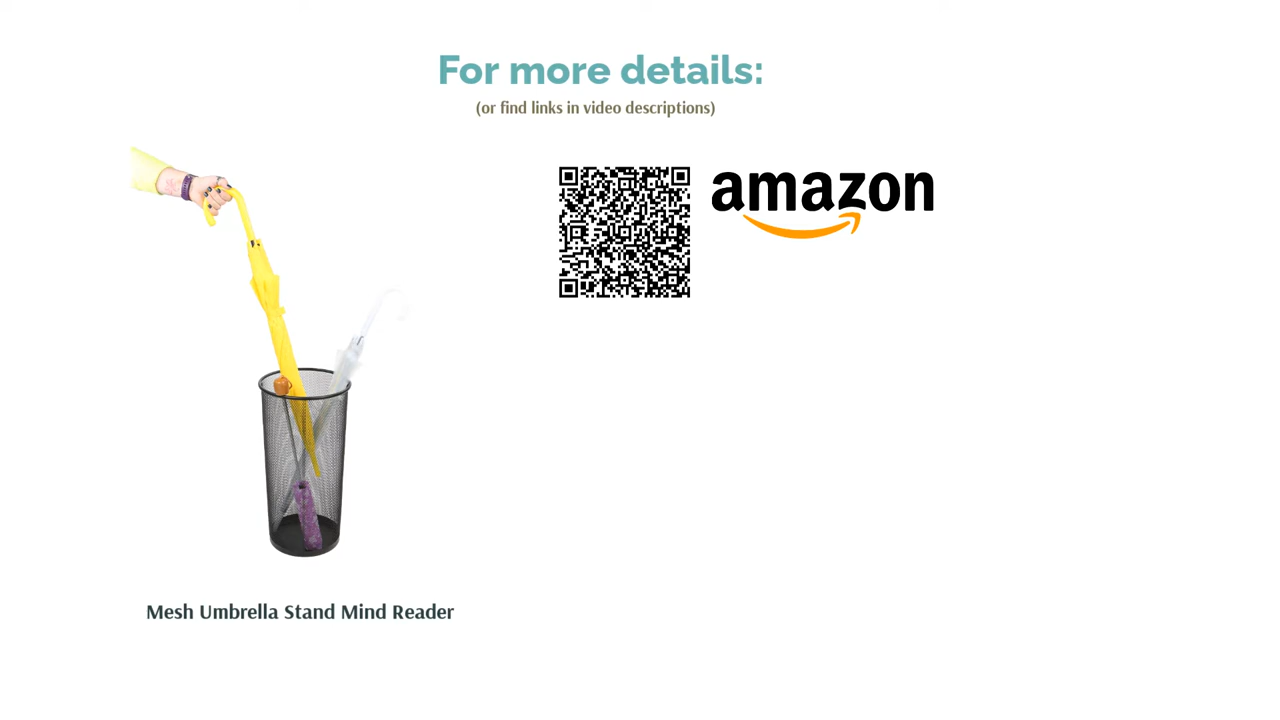 For more details:
(or find links in video descriptions)
amazon
Mesh Umbrella Stand Mind Reader